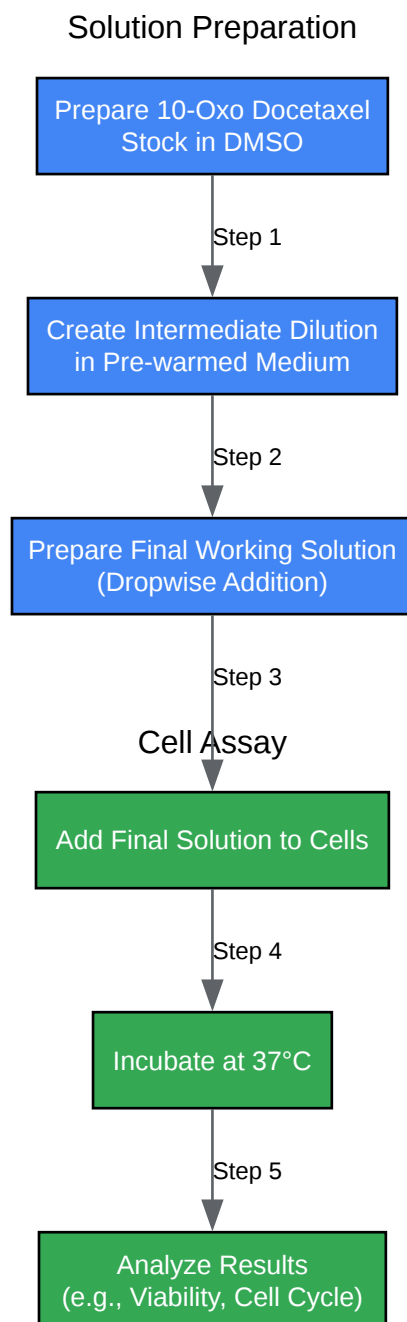 Solution Preparation
Prepare 10-Oxo Docetaxel
Stock in DMSO
Step 1
Create Intermediate Dilution
in Pre-warmed Medium
Step 2
Prepare Final Working Solution
(Dropwise Addition)
Step 3
Cell Assay
Add Final Solution to Cells
Step 4
Incubate at 37°C
Step 5
Analyze Results
(e.g., Viability, Cell Cycle)